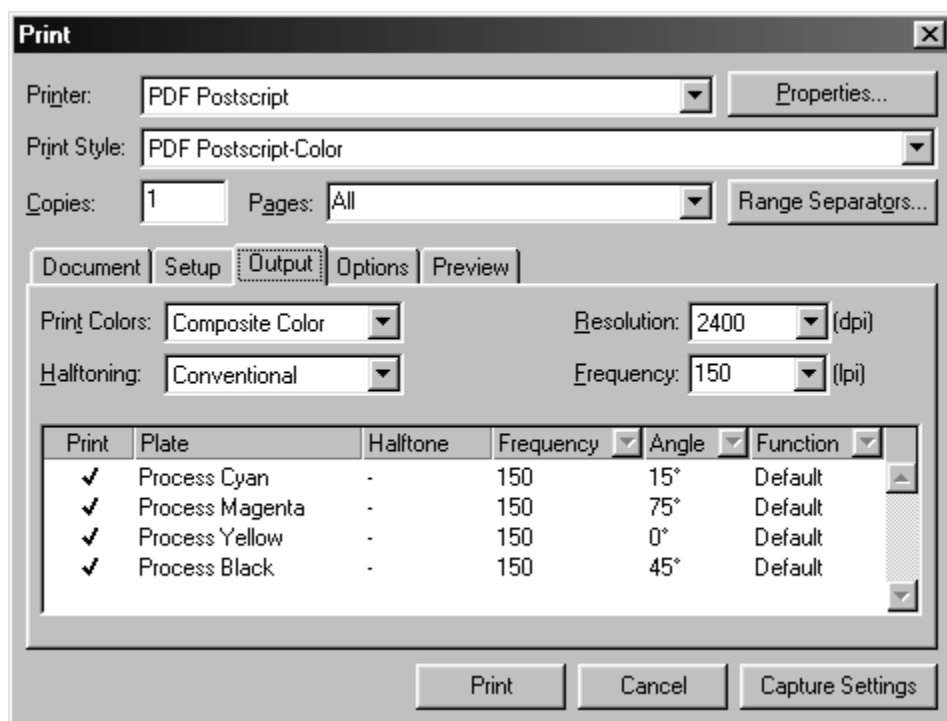 Print
Printer: PDF Postscript Properties...
Print Style: PDF Postscript-Color
Copies: 1 Pages: All Range Separators...
Document Setup Output Options Preview
Print Colors: Composite Color Resolution: 2400 (dpi)
Halftoning: Conventional Frequency: 150 (lpi)
Print Plate Halftone Frequency Angle Function
✓ Process Cyan - 150 15° Default
✓ Process Magenta - 150 75° Default
✓ Process Yellow - 150 0° Default
✓ Process Black - 150 45° Default
Print Cancel Capture Settings